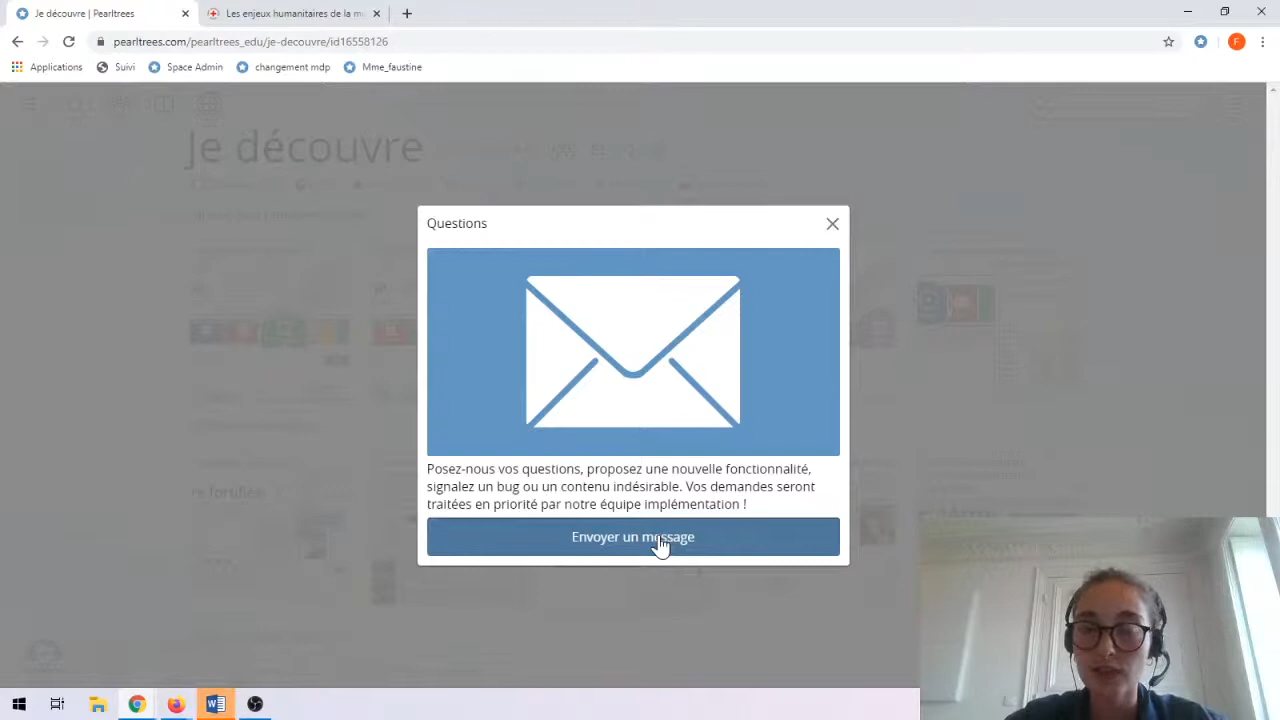 Je découvre | Pearltrees
Les enjeux humanitaires de la m
pearltrees.com/pearltrees_edu/je-decouvre/id16558126
Applications
Suivi
Space Admin
changement mdp
Mme_faustine
Je découvre
Questions
Posez-nous vos questions, proposez une nouvelle fonctionnalité,
signalez un bug ou un contenu indésirable. Vos demandes seront
traitées en priorité par notre équipe implémentation !
Envoyer un message
re fortifiée